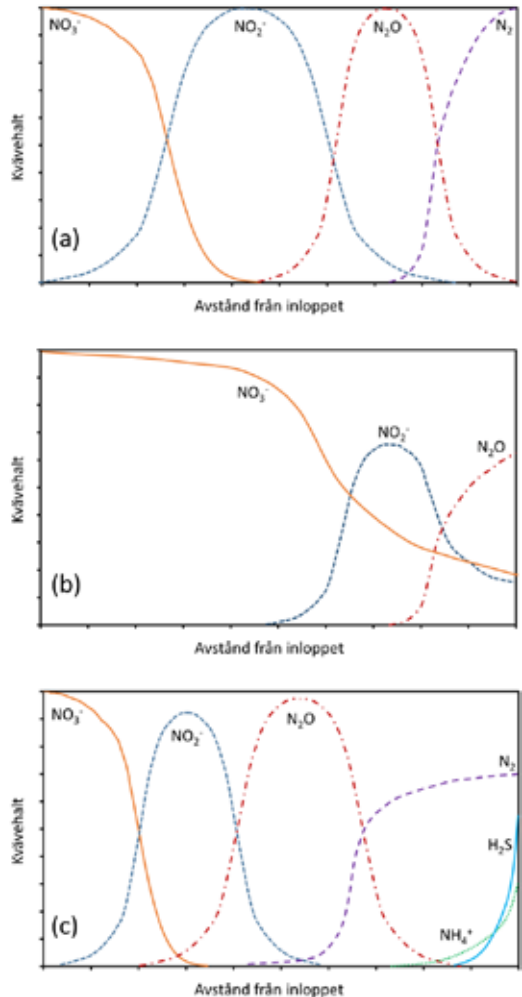 NO₃⁻
NO₂⁻
N₂O
N₂
Kvävehalt
(a)
Avstånd från inloppet
NO₃⁻
NO₂⁻
N₂O
Kvävehalt
(b)
Avstånd från inloppet
NO₃⁻
NO₂⁻
N₂O
N₂
H₂S
NH₄⁺
Kvävehalt
(c)
Avstånd från inloppet